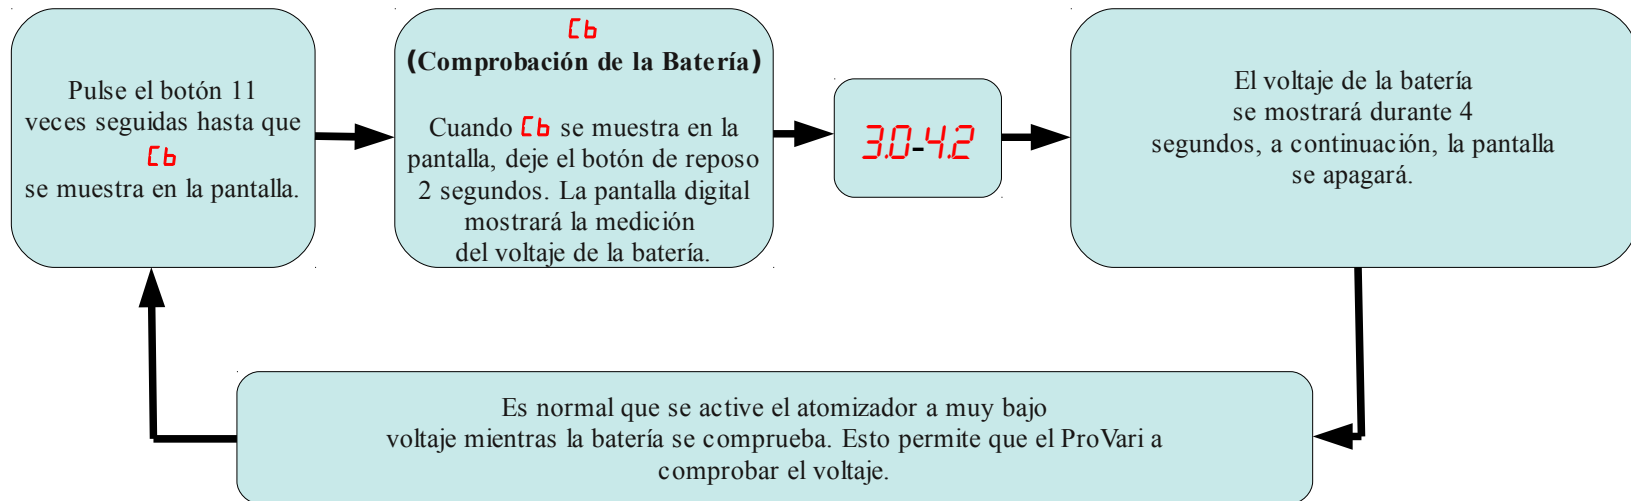 Pulse el botón 11
veces seguidas hasta que
Cb
se muestra en la pantalla.
Cb
(Comprobación de la Batería)
Cuando Cb se muestra en la
pantalla, deje el botón de reposo
2 segundos. La pantalla digital
mostrará la medición
del voltaje de la batería.
3.0-4.2
El voltaje de la batería
se mostrará durante 4
segundos, a continuación, la pantalla
se apagará.
Es normal que se active el atomizador a muy bajo
voltaje mientras la batería se comprueba. Esto permite que el ProVari a
comprobar el voltaje.